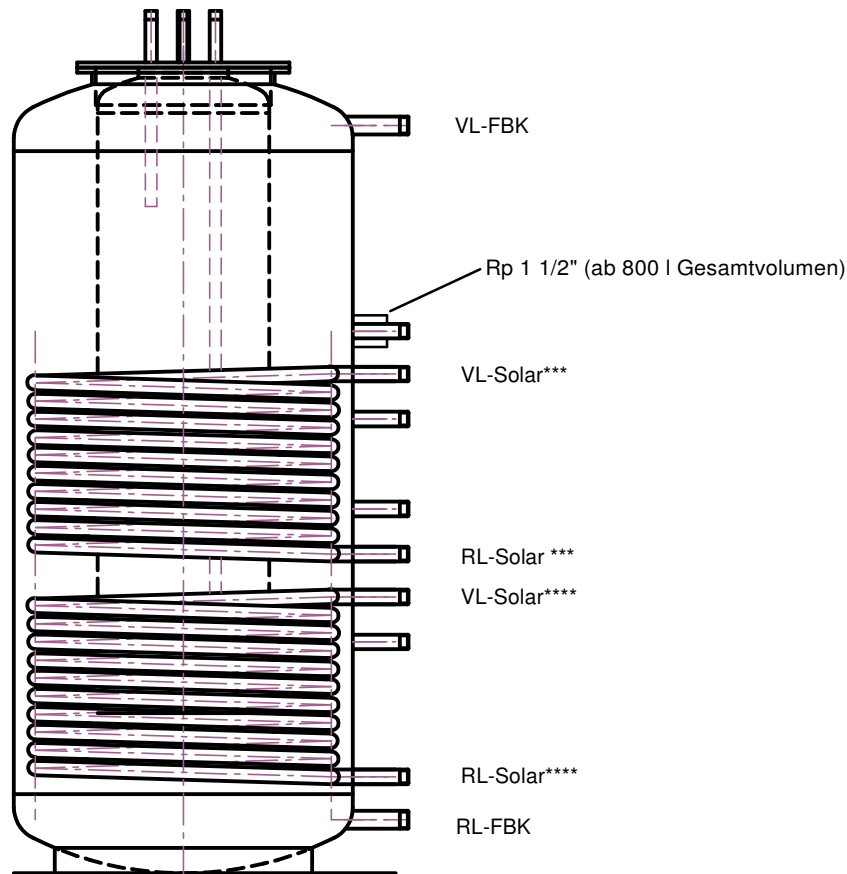 VL-FBK
Rp 1 1/2" (ab 800 l Gesamtvolumen)
VL-Solar***
RL-Solar ***
VL-Solar****
RL-Solar****
RL-FBK